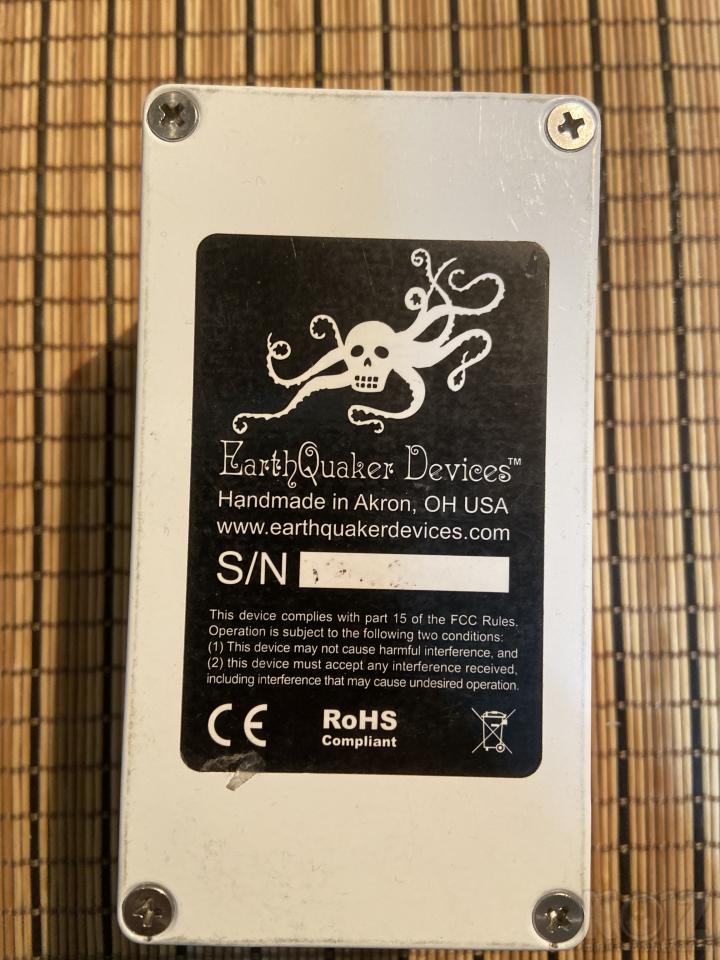 EarthQuaker Devices™
Handmade in Akron, OH USA
www.earthquakerdevices.com
S/N
This device complies with part 15 of the FCC Rules.
Operation is subject to the following two conditions:
(1) This device may not cause harmful interference, and
(2) this device must accept any interference received,
including interference that may cause undesired operation.
CE
RoHS
Compliant